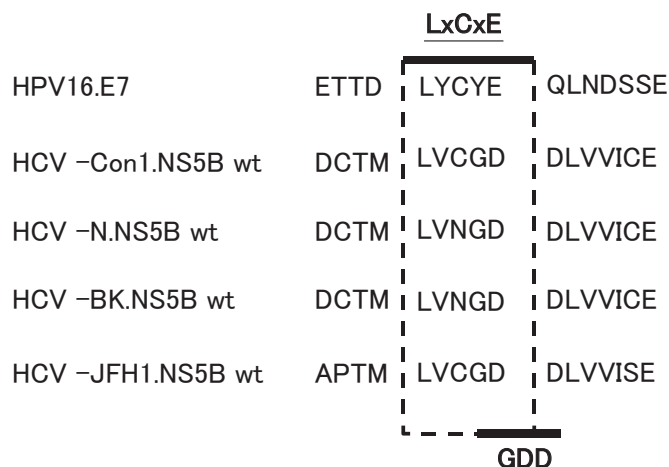 LxCxE
HPV16.E7 ETTD LYCYE QLNDSSE
HCV -Con1.NS5B wt DCTM LVCGD DLVVICE
HCV -N.NS5B wt DCTM LVNGD DLVVICE
HCV -BK.NS5B wt DCTM LVNGD DLVVICE
HCV -JFH1.NS5B wt APTM LVCGD DLVVISE
GDD